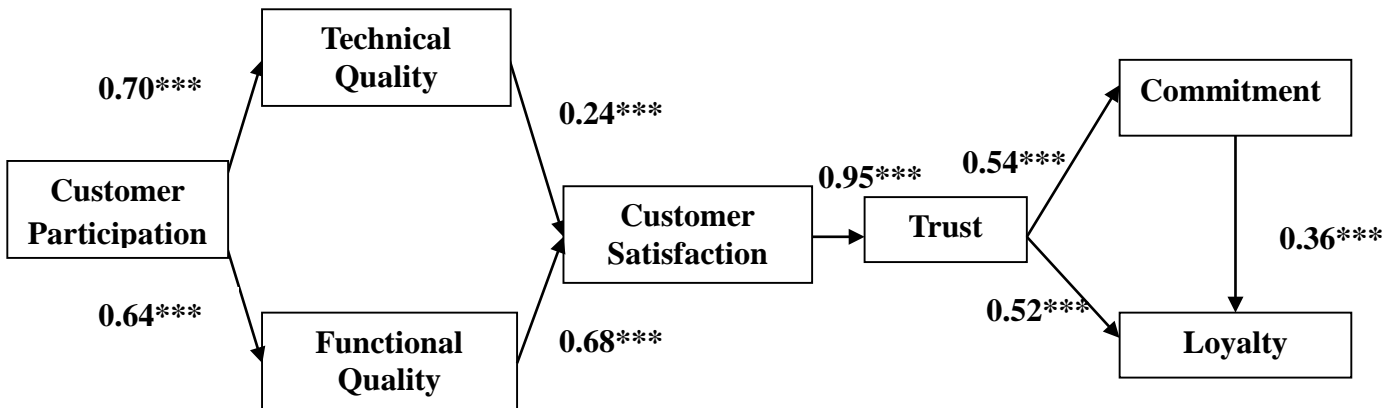 Technical
Quality
0.70***
Commitment
0.24***
0.54***
0.95***
Customer
Participation
Customer
Satisfaction
Trust
0.36***
0.64***
0.52***
Functional
Quality
0.68***
Loyalty